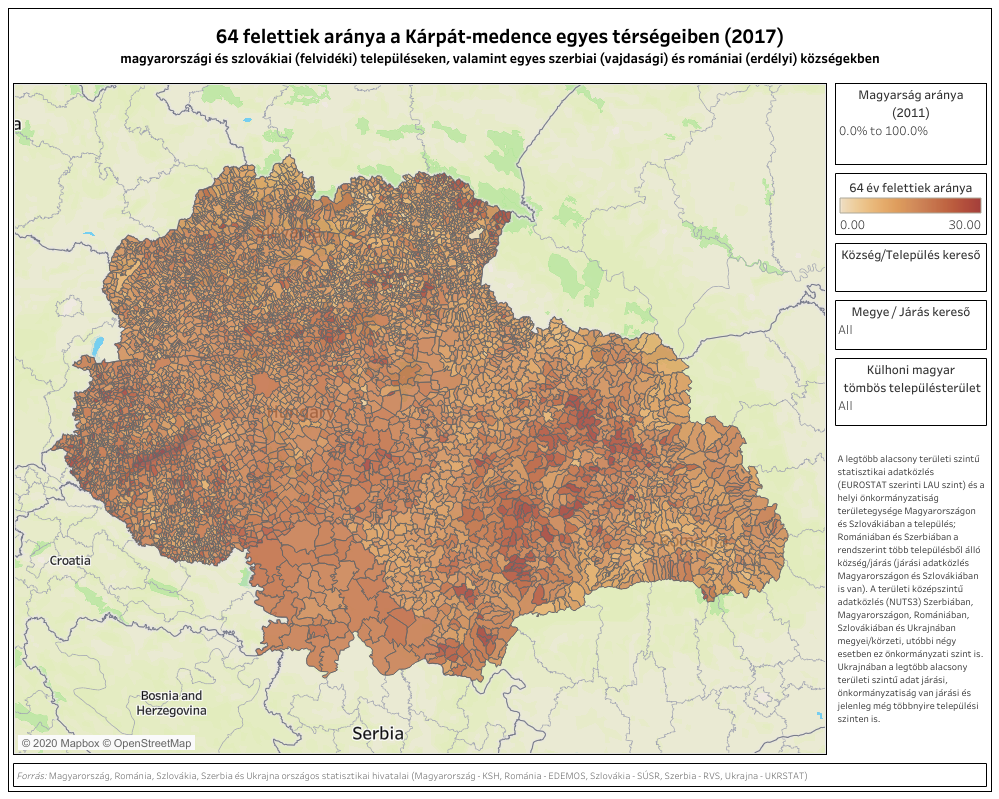 64 felettiek aránya a Kárpát-medence egyes térségeiben (2017)
magyarországi és szlovákiai (felvidéki) településeken, valamint egyes szerbiai (vajdasági) és romániai (erdélyi) községekben
a
Hungary
Croatia
Bosnia and
Herzegovina
Serbia
© 2020 Mapbox © OpenStreetMap
Magyarság aránya
(2011)
0.0% to 100.0%
64 év felettiek aránya
0.00 30.00
Község/Település kereső
Megye / Járás kereső
All
Külhoni magyar
tömbös településterület
All
A legtöbb alacsony területi szintű
statisztikai adatközlés
(EUROSTAT szerinti LAU szint) és a
helyi önkormányzatiság
területegysége Magyarországon
és Szlovákiában a település;
Romániában és Szerbiában a
rendszerint több településből álló
község/járás (járási adatközlés
Magyarországon és Szlovákiában
is van). A területi középszintű
adatközlés (NUTS3) Szerbiában,
Magyarországon, Romániában,
Szlovákiában és Ukrajnában
megyei/körzeti, utóbbi négy
esetben ez önkormányzati szint is.
Ukrajnában a legtöbb alacsony
területi szintű adat járási,
önkormányzatiság van járási és
jelenleg még többnyire települési
szinten is.
Forrás: Magyarország, Románia, Szlovákia, Szerbia és Ukrajna országos statisztikai hivatalai (Magyarország - KSH, Románia - EDEMOS, Szlovákia - SÚSR, Szerbia - RVS, Ukrajna - UKRSTAT)